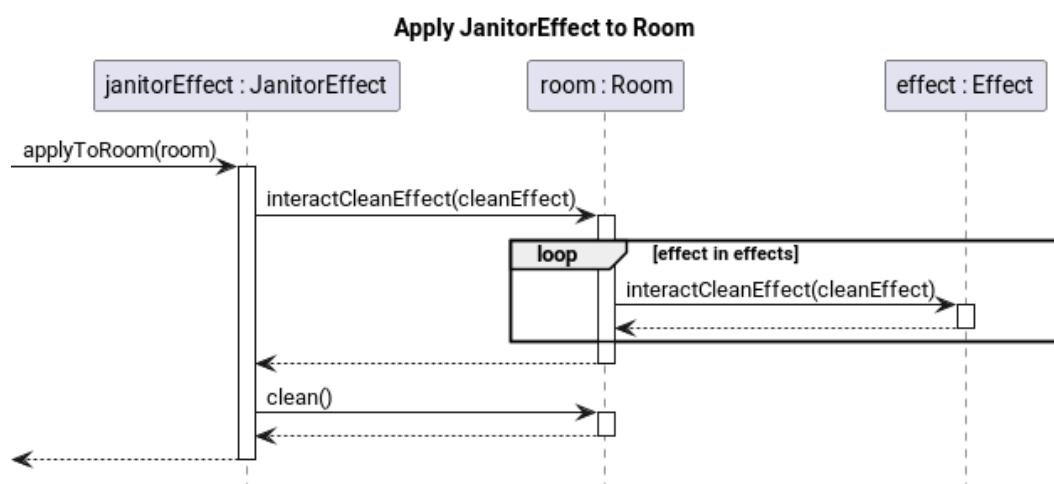 Apply JanitorEffect to Room
janitorEffect : JanitorEffect
room : Room
effect : Effect
applyToRoom(room)
interactCleanEffect(cleanEffect)
loop
[effect in effects]
interactCleanEffect(cleanEffect)
clean()